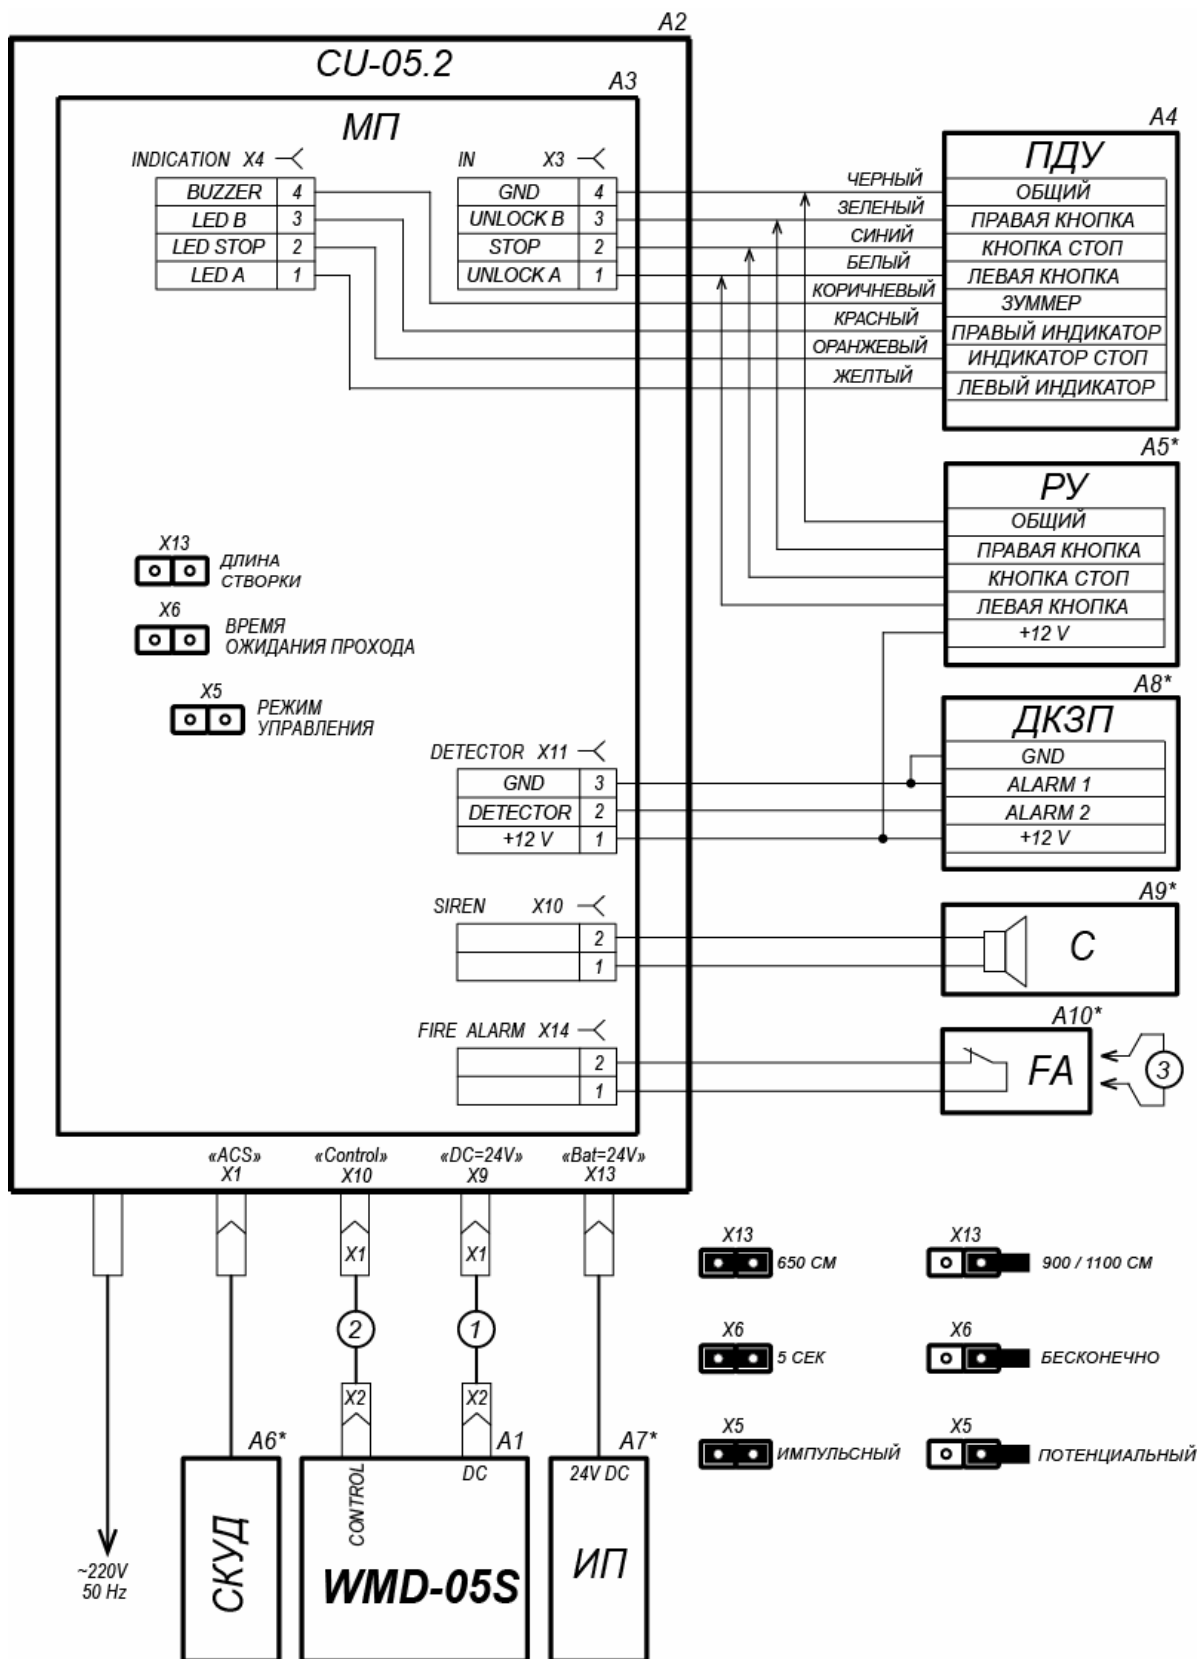 A2
CU-05.2
A3
МП
INDICATION X4
BUZZER 4
LED B 3
LED STOP 2
LED A 1
IN X3
GND 4
UNLOCK B 3
STOP 2
UNLOCK A 1
ЧЕРНЫЙ
ЗЕЛЕНЫЙ
СИНИЙ
БЕЛЫЙ
КОРИЧНЕВЫЙ
КРАСНЫЙ
ОРАНЖЕВЫЙ
ЖЕЛТЫЙ
A4
ПДУ
ОБЩИЙ
ПРАВАЯ КНОПКА
КНОПКА СТОП
ЛЕВАЯ КНОПКА
ЗУММЕР
ПРАВЫЙ ИНДИКАТОР
ИНДИКАТОР СТОП
ЛЕВЫЙ ИНДИКАТОР
A5*
РУ
ОБЩИЙ
ПРАВАЯ КНОПКА
КНОПКА СТОП
ЛЕВАЯ КНОПКА
+12 V
X13
ДЛИНА
СТВОРКИ
X6
ВРЕМЯ
ОЖИДАНИЯ ПРОХОДА
X5
РЕЖИМ
УПРАВЛЕНИЯ
A8*
ДКЗП
GND
ALARM 1
ALARM 2
+12 V
DETECTOR X11
GND 3
DETECTOR 2
+12 V 1
A9*
C
SIREN X10
2
1
A10*
FA
3
FIRE ALARM X14
2
1
«ACS»
X1
«Control»
X10
«DC=24V»
X9
«Bat=24V»
X13
X1
X1
2
1
X2
X2
~220V
50 Hz
A6*
СКУД
A1
CONTROL
DC
WMD-05S
A7*
24V DC
ИП
X13
650 СМ
X13
900 / 1100 СМ
X6
5 СЕК
X6
БЕСКОНЕЧНО
X5
ИМПУЛЬСНЫЙ
X5
ПОТЕНЦИАЛЬНЫЙ